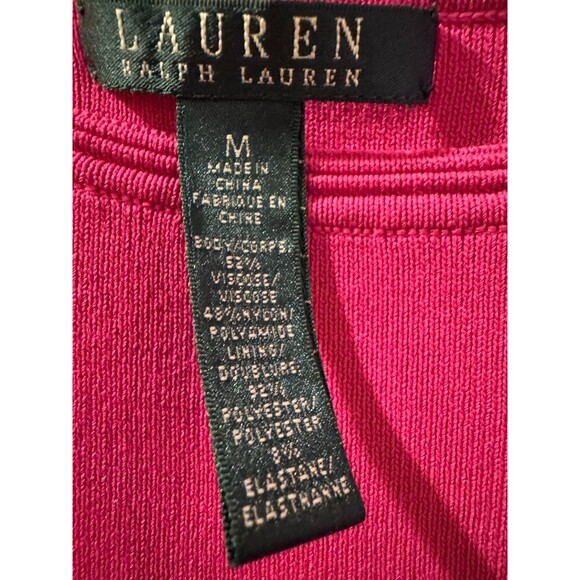 LAUREN
RALPH LAUREN
M
MADE IN
CHINA
FABRIQUE EN
CHINE
BODY/CORPS:
52%
VISCOSE/
VISCOSE
48% NYLON/
POLYAMIDE
LINING/
DOUBLURE:
92%
POLYESTER/
POLYESTER
8%
ELASTANE/
ELASTHANNE